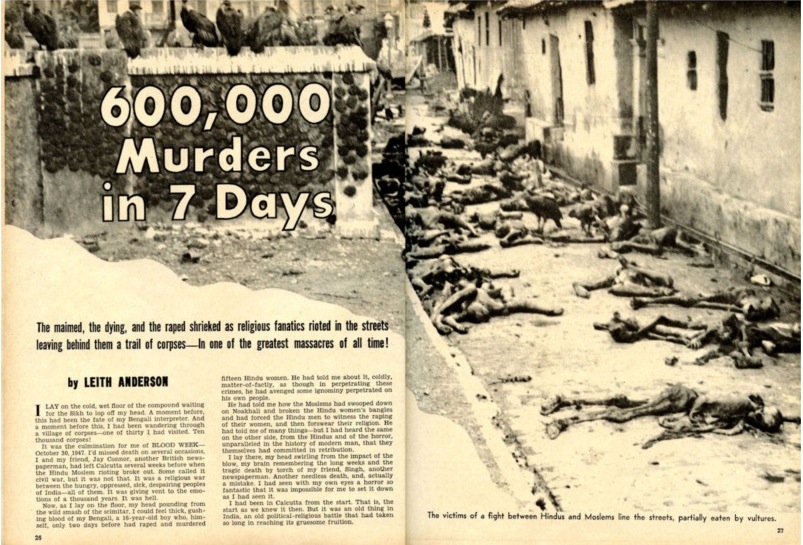 600,000
Murders
in 7 Days
The maimed, the dying, and the raped shrieked as religious fanatics rioted in the streets
leaving behind them a trail of corpses—In one of the greatest massacres of all time!
by LEITH ANDERSON
I LAY on the cold, wet floor of the compound waiting
for the Sikh to lop off my head. A moment before,
this had been the fate of my Bengali interpreter. And
a moment before this, I had been wandering through
a village of corpses—one of thirty I had visited. Ten
thousand corpses!
It was the culmination for me of BLOOD WEEK—
October 30, 1947. I'd missed death on several occasions,
I and my friend, Jay Connor, another British news-
paperman, had left Calcutta several weeks before when
the Hindu Moslem rioting broke out. Some called it
civil war, but it was not that. It was a religious war
between the hungry, oppressed, sick, despairing peoples
of India—all of them. It was giving vent to the emo-
tions of a thousand years. It was hell.
Now, as I lay on the floor, my head pounding from
the wild smash of the scimitar, I could feel thick, gush-
ing blood of my Bengali, a 16-year-old boy who, him-
self, only two days before had raped and murdered
26
fifteen Hindu women. He had told me about it, coldly,
matter-of-factly, as though in perpetrating these
crimes, he had avenged some ignominy perpetrated on
his own people.
He had told me how the Moslems had swooped down
on Noakhali and broken the Hindu women's bangles
and had forced the Hindu men to witness the raping
of their women, and then forswear their religion. He
had told me of many things—but I had heard the same
on the other side, from the Hindus and of the horror,
unparalleled in the history of modern man, that they
themselves had committed in retribution.
I lay there, my head swirling from the impact of the
blow, my brain remembering the long weeks and the
tragic death by torch of my friend, Singh, another
newspaperman. Another needless death, and, actually
a mistake. I had seen with my own eyes a horror so
fantastic that it was impossible for me to set it down
as I had seen it.
I had been in Calcutta from the start. That is, the
start as we knew it then. But it was an old thing in
India, an old political-religious battle that had taken
so long in reaching its gruesome fruition.
The victims of a fight between Hindus and Moslems line the streets, partially eaten by vultures.
27